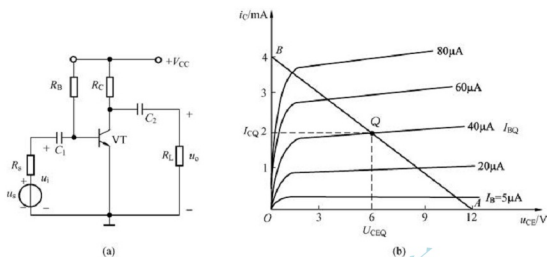 +V_CC
R_B
R_C
C_2
+
+
C_1
VT
R_L
u_o
R_s
+
u_i
+
u_s
−
−
−
(a)
i_C/mA
4
B
80μA
3
60μA
Q
I_CQ
2
40μA
I_BQ
1
20μA
I_B=5μA
O
3
6
9
12
A
u_CE/V
U_CEQ
(b)